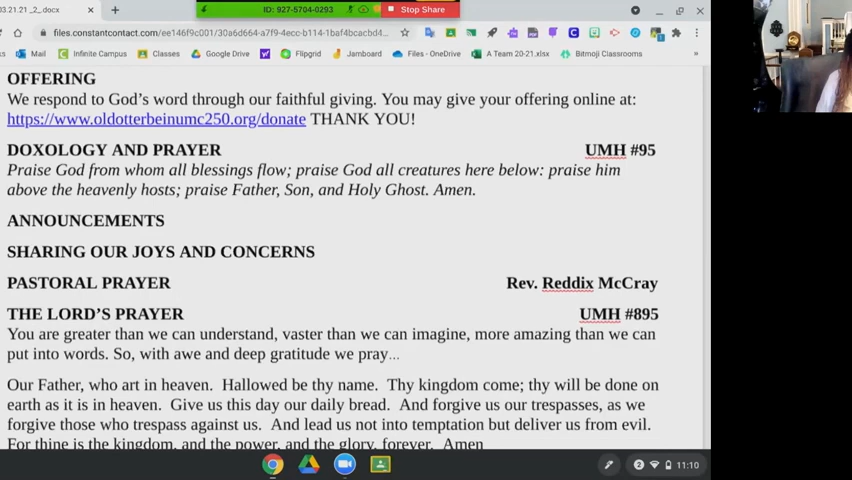 03.21.21 _2_.docx
ID: 927-5704-0293
Stop Share
files.constantcontact.com/ee146f9c001/30a6d664-a7f9-4ecc-b114-1baf4bcacbd4...
Mail
Infinite Campus
Classes
Google Drive
Flipgrid
Jamboard
Files - OneDrive
A Team 20-21.xlsx
Bitmoji Classrooms
»
OFFERING
We respond to God's word through our faithful giving. You may give your offering online at:
https://www.oldotterbeinumc250.org/donate THANK YOU!
DOXOLOGY AND PRAYER UMH #95
Praise God from whom all blessings flow; praise God all creatures here below: praise him
above the heavenly hosts; praise Father, Son, and Holy Ghost. Amen.
ANNOUNCEMENTS
SHARING OUR JOYS AND CONCERNS
PASTORAL PRAYER Rev. Reddix McCray
THE LORD'S PRAYER UMH #895
You are greater than we can understand, vaster than we can imagine, more amazing than we can
put into words. So, with awe and deep gratitude we pray…
Our Father, who art in heaven. Hallowed be thy name. Thy kingdom come; thy will be done on
earth as it is in heaven. Give us this day our daily bread. And forgive us our trespasses, as we
forgive those who trespass against us. And lead us not into temptation but deliver us from evil.
For thine is the kingdom, and the power, and the glory, forever. Amen
2
11:10